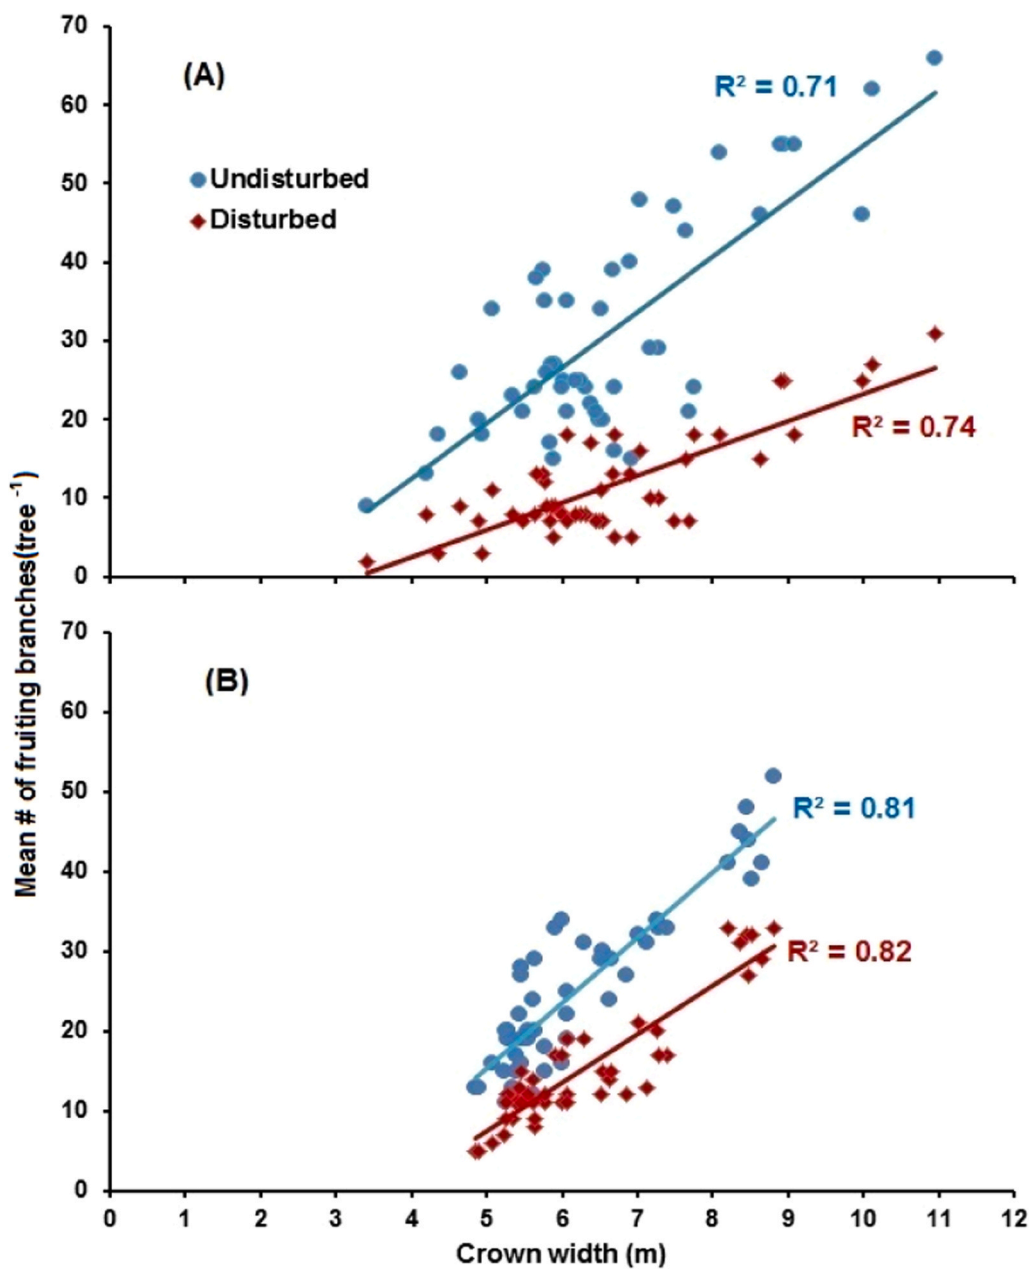 70
(A)
R² = 0.71
60
Undisturbed
50
Disturbed
40
30
20
R² = 0.74
10
0
Mean # of fruiting branches(tree ⁻¹)
70
(B)
60
50
R² = 0.81
40
30
R² = 0.82
20
10
0
0 1 2 3 4 5 6 7 8 9 10 11 12
Crown width (m)